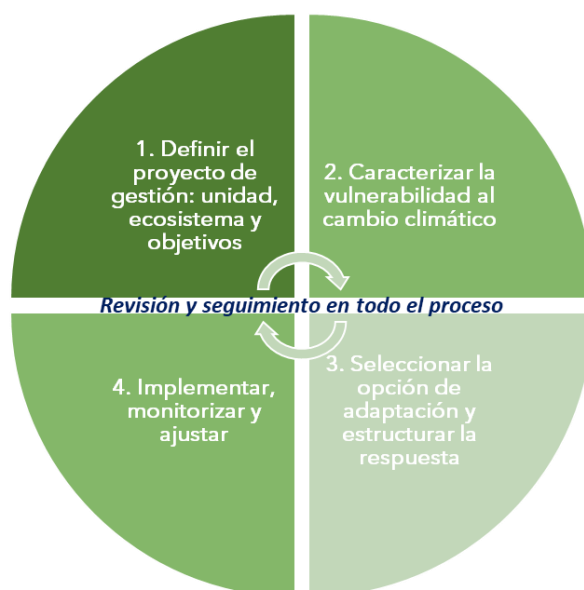 1. Definir el
proyecto de
gestión: unidad,
ecosistema y
objetivos
2. Caracterizar la
vulnerabilidad al
cambio climático
Revisión y seguimiento en todo el proceso
4. Implementar,
monitorizar y
ajustar
3. Seleccionar la
opción de
adaptación y
estructurar la
respuesta